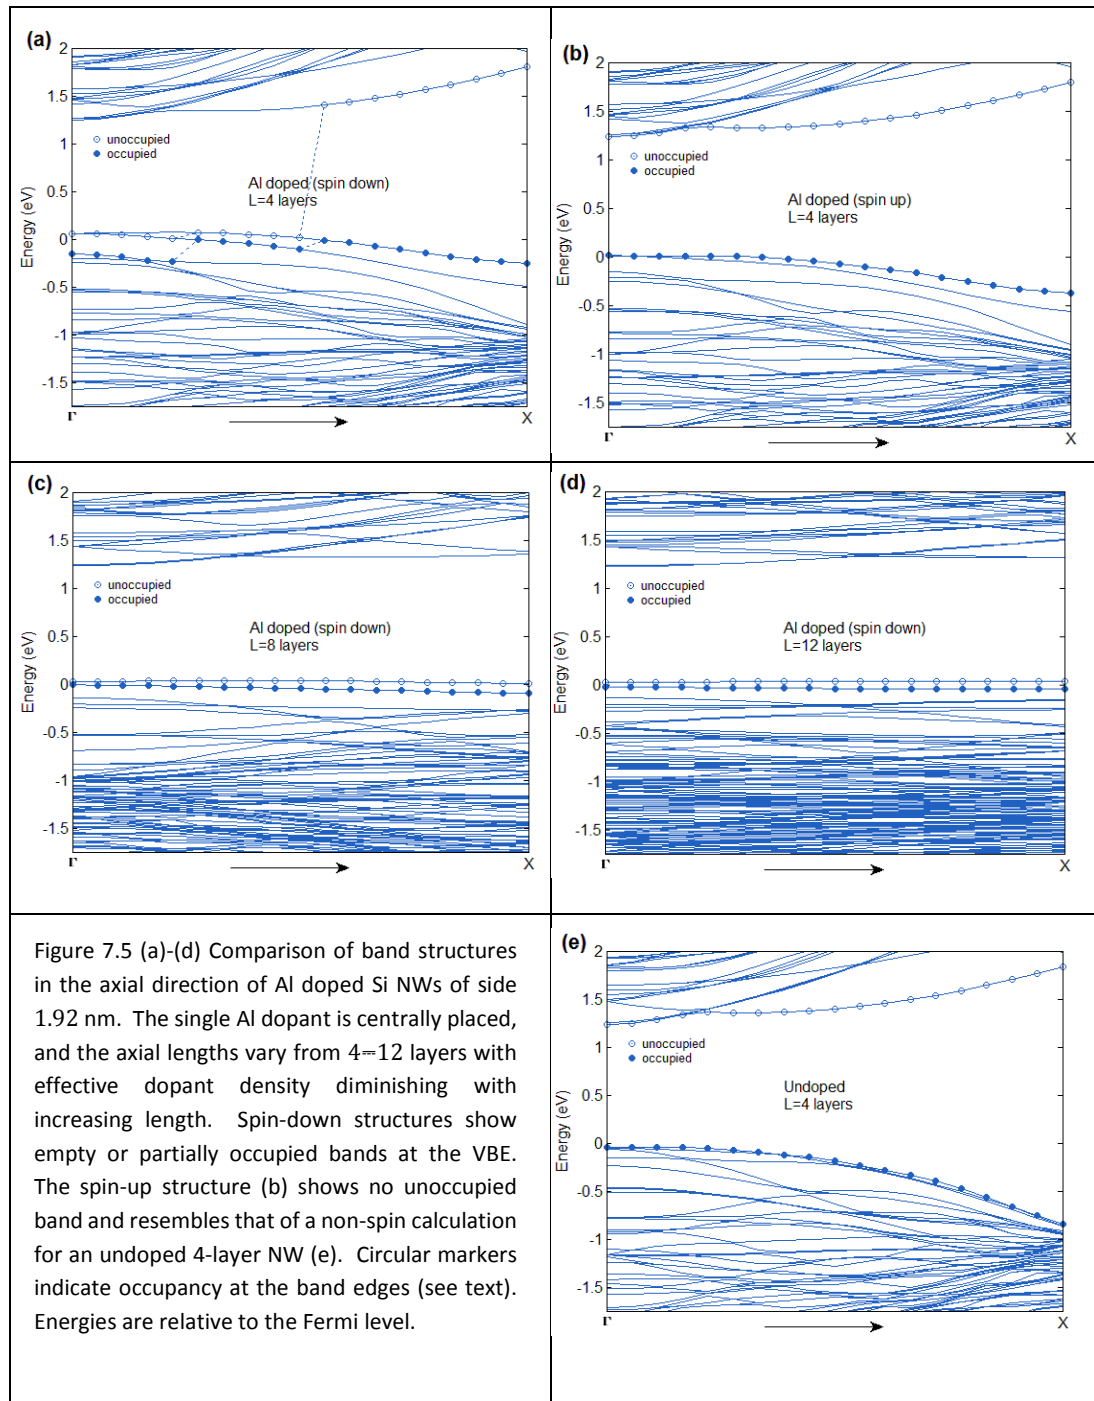 (a)
2
1.5
1
0.5
0
-0.5
-1
-1.5
Energy (eV)
unoccupied
occupied
Al doped (spin down)
L=4 layers
Γ
X
(b)
2
1.5
1
0.5
0
-0.5
-1
-1.5
Energy (eV)
unoccupied
occupied
Al doped (spin up)
L=4 layers
Γ
X
(c)
2
1.5
1
0.5
0
-0.5
-1
-1.5
Energy (eV)
unoccupied
occupied
Al doped (spin down)
L=8 layers
Γ
X
(d)
2
1.5
1
0.5
0
-0.5
-1
-1.5
Energy (eV)
unoccupied
occupied
Al doped (spin down)
L=12 layers
Γ
X
Figure 7.5 (a)-(d) Comparison of band structures
in the axial direction of Al doped Si NWs of side
1.92 nm. The single Al dopant is centrally placed,
and the axial lengths vary from 4–12 layers with
effective dopant density diminishing with
increasing length. Spin-down structures show
empty or partially occupied bands at the VBE.
The spin-up structure (b) shows no unoccupied
band and resembles that of a non-spin calculation
for an undoped 4-layer NW (e). Circular markers
indicate occupancy at the band edges (see text).
Energies are relative to the Fermi level.
(e)
2
1.5
1
0.5
0
-0.5
-1
-1.5
Energy (eV)
unoccupied
occupied
Undoped
L=4 layers
Γ
X